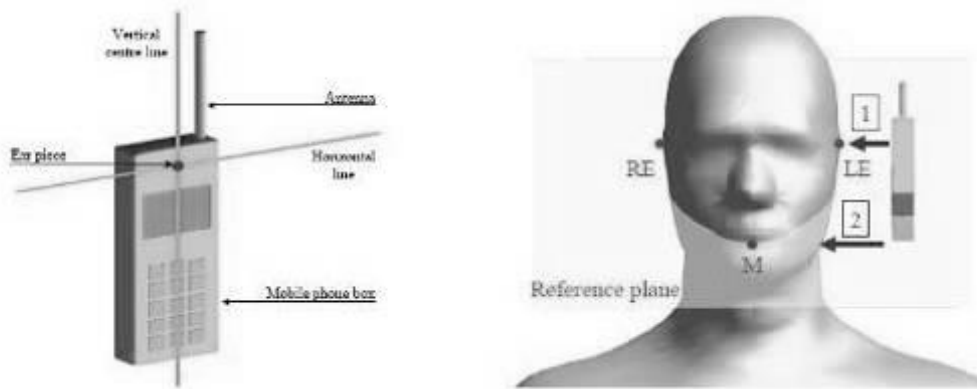 Vertical
centre line
Antenna
Ear piece
Horizontal
line
Mobile phone box
1
RE
LE
2
M
Reference plane